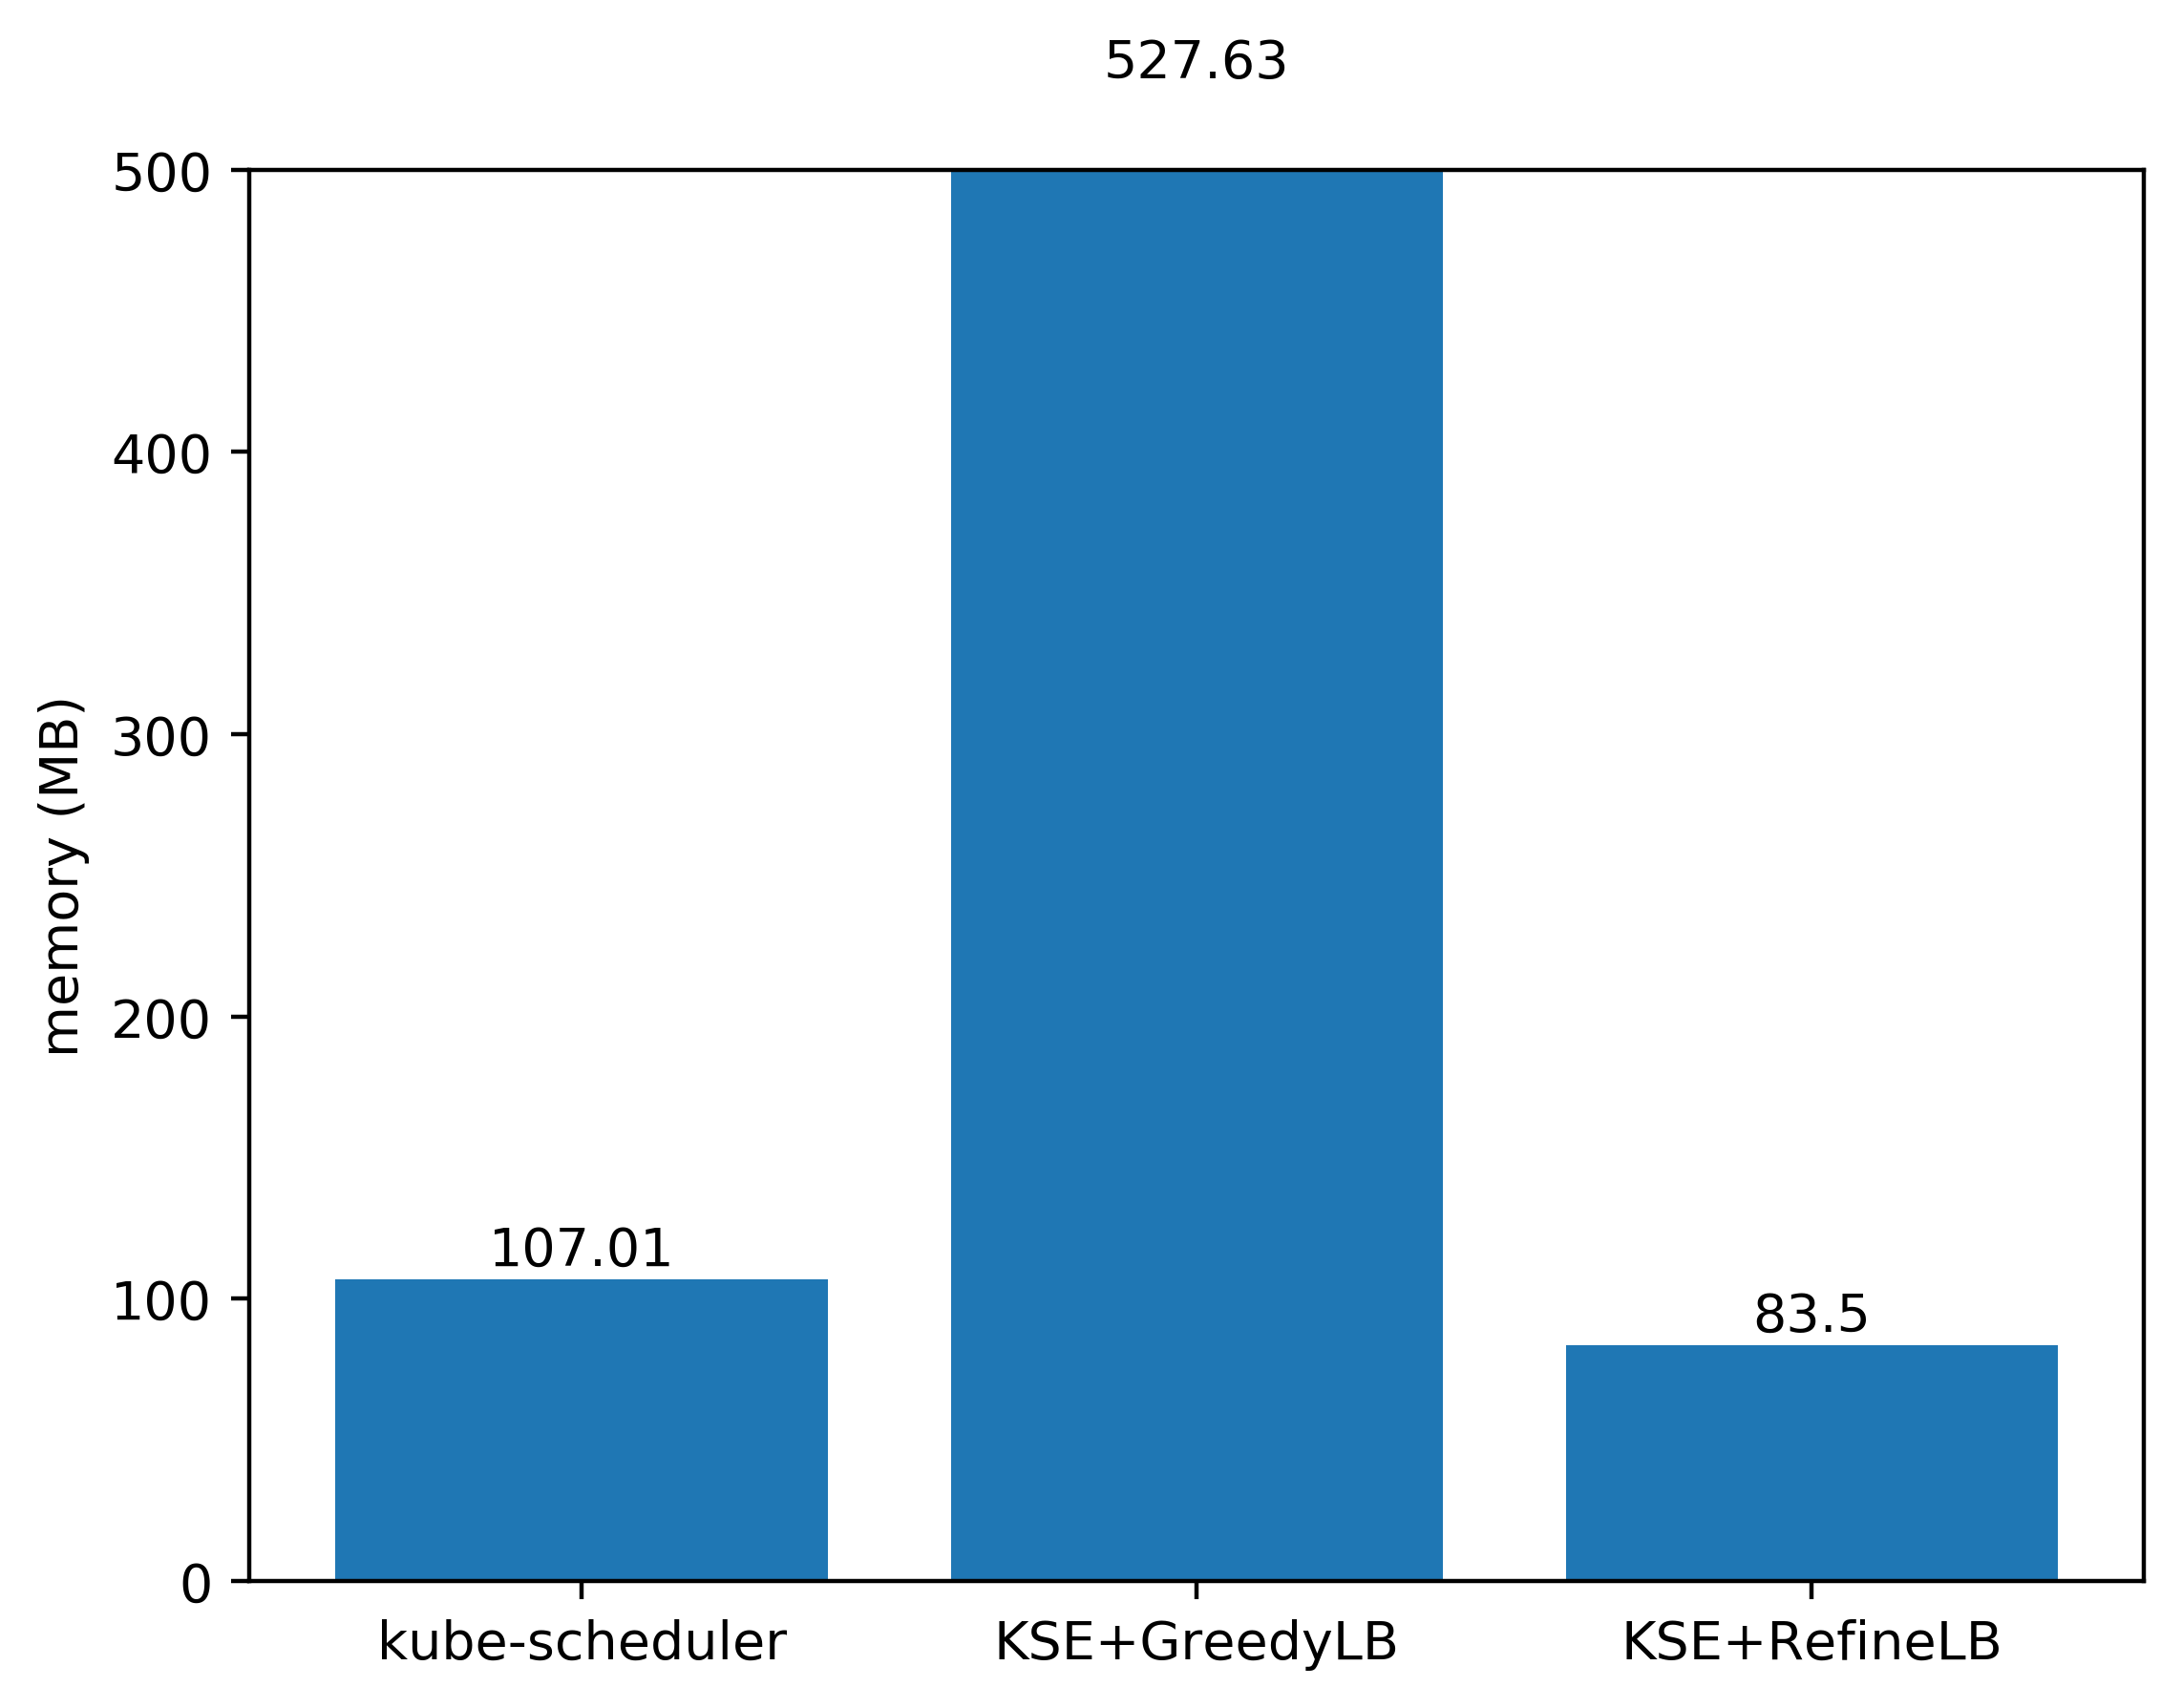 527.63
500
400
300
200
100
0
memory (MB)
107.01
83.5
kube-scheduler
KSE+GreedyLB
KSE+RefineLB